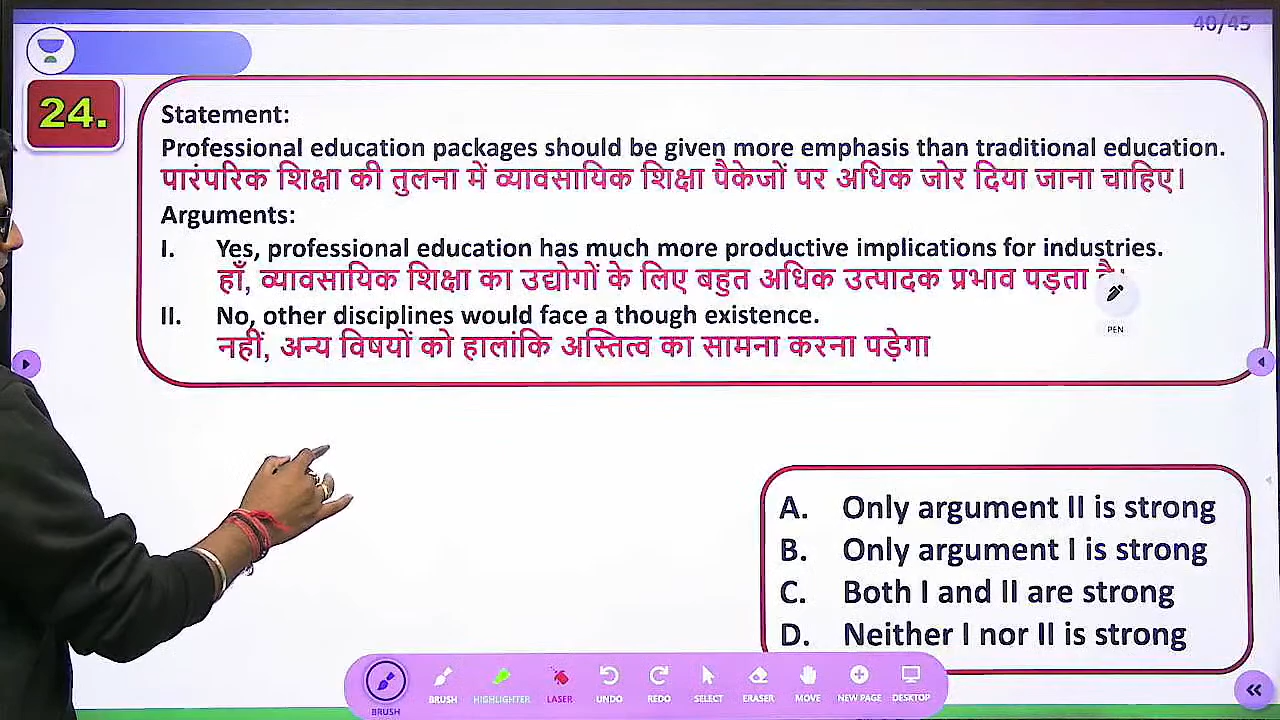 40/45
24.
Statement:
Professional education packages should be given more emphasis than traditional education.
पारंपरिक शिक्षा की तुलना में व्यावसायिक शिक्षा पैकेजों पर अधिक जोर दिया जाना चाहिए।
Arguments:
I. Yes, professional education has much more productive implications for industries.
हाँ, व्यावसायिक शिक्षा का उद्योगों के लिए बहुत अधिक उत्पादक प्रभाव पड़ता है।
PEN
II. No, other disciplines would face a though existence.
नहीं, अन्य विषयों को हालांकि अस्तित्व का सामना करना पड़ेगा
A. Only argument II is strong
B. Only argument I is strong
C. Both I and II are strong
D. Neither I nor II is strong
BRUSH BRUSH HIGHLIGHTER LASER UNDO REDO SELECT ERASER MOVE NEW PAGE DESKTOP